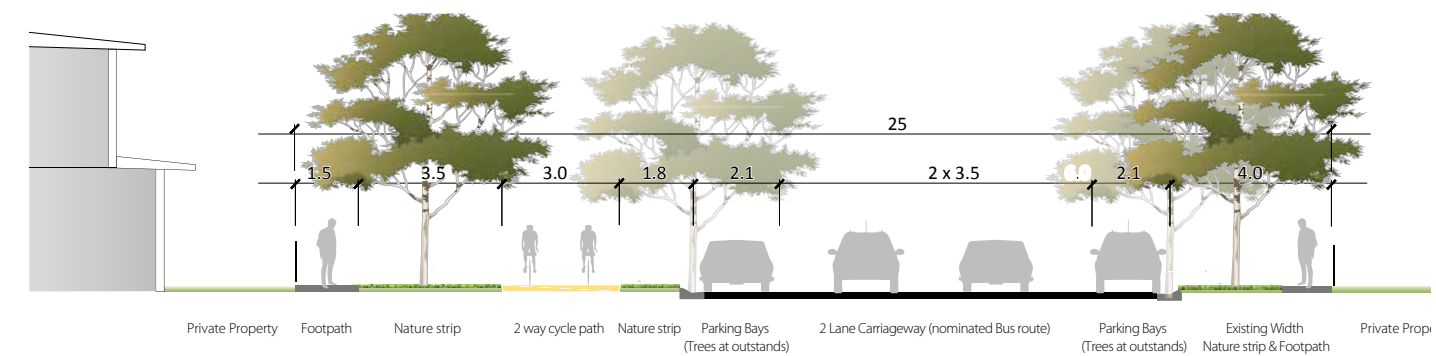 25
1.5 3.5 3.0 1.8 2.1 2 x 3.5 2.1 4.0
Private Property Footpath Nature strip 2 way cycle path Nature strip Parking Bays 2 Lane Carriageway (nominated Bus route) Parking Bays Existing Width Private Prope
(Trees at outstands) (Trees at outstands) Nature strip & Footpath